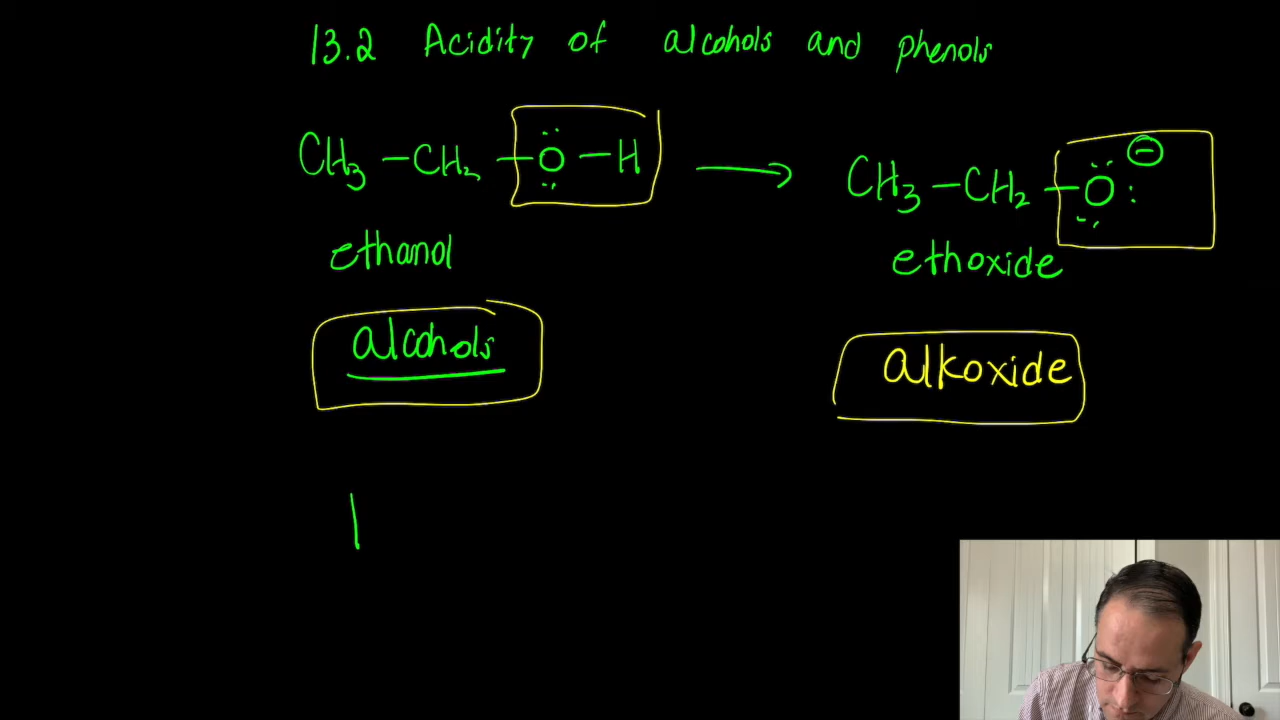 13.2 Acidity of alcohols and phenols
CH₃ – CH₂ – O – H → CH₃ – CH₂ – O: ⊖
ethanol ethoxide
alcohols alkoxide